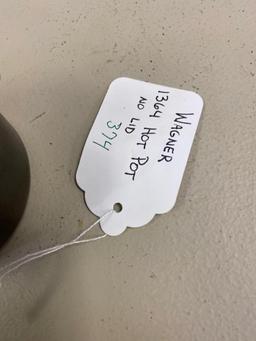 WAGNER
1364 HOT POT
NO LID
374